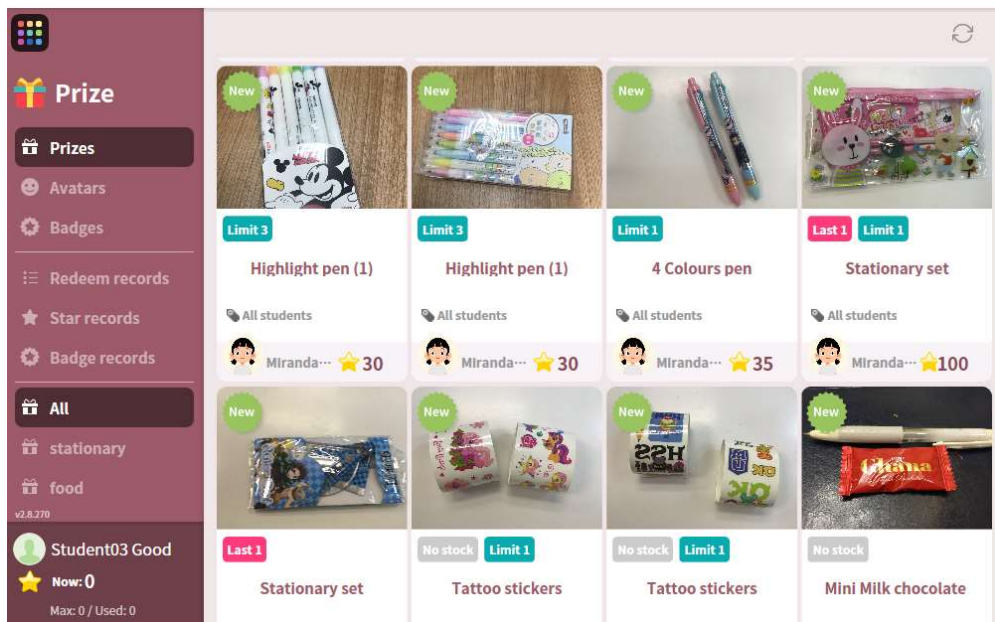 Prize
Prizes
Avatars
Badges
Redeem records
Star records
Badge records
All
stationary
food
v2.8.270
Student03 Good
Now: 0
Max: 0 / Used: 0
New
New
New
New
Limit 3
Limit 3
Limit 1
Last 1 Limit 1
Highlight pen (1)
Highlight pen (1)
4 Colours pen
Stationary set
All students
All students
All students
All students
Miranda··· 30
Miranda··· 30
Miranda··· 35
Miranda··· 100
New
New
New
New
Ghana
Last 1
No stock Limit 1
No stock Limit 1
No stock
Stationary set
Tattoo stickers
Tattoo stickers
Mini Milk chocolate